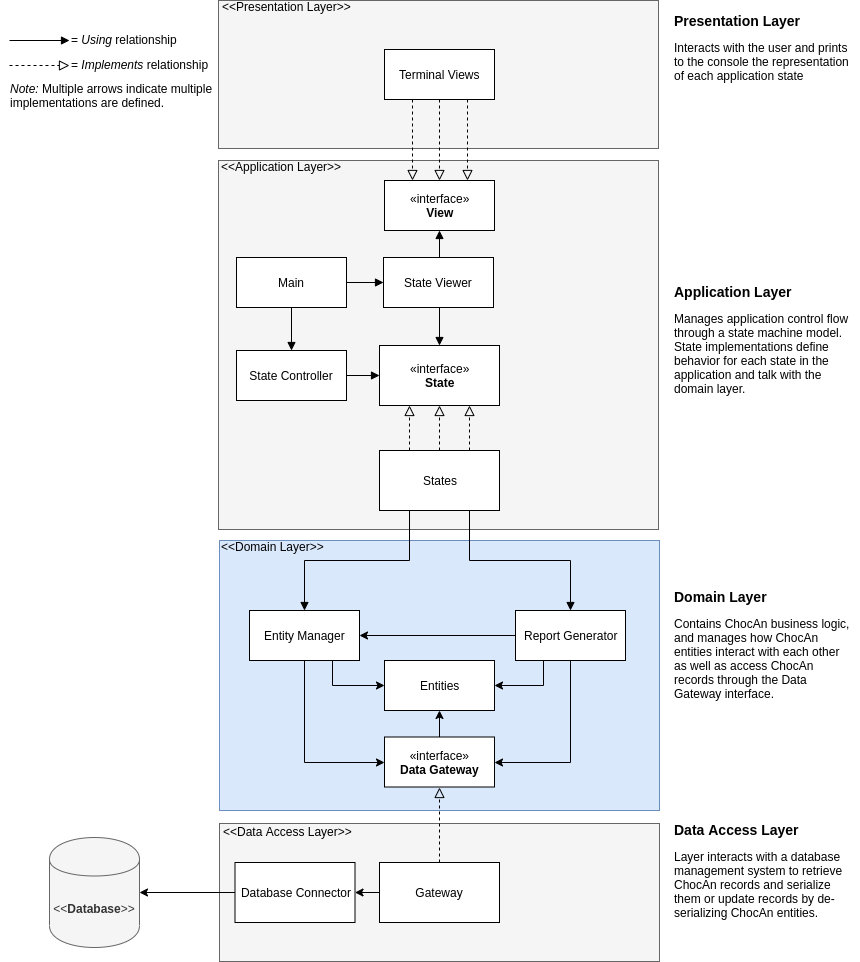 <<Presentation Layer>>
= Using relationship
= Implements relationship
Note: Multiple arrows indicate multiple
implementations are defined.
Terminal Views
Presentation Layer
Interacts with the user and prints
to the console the representation
of each application state
<<Application Layer>>
«interface»
View
Main
State Viewer
State Controller
«interface»
State
States
Application Layer
Manages application control flow
through a state machine model.
State implementations define
behavior for each state in the
application and talk with the
domain layer.
<<Domain Layer>>
Entity Manager
Report Generator
Entities
«interface»
Data Gateway
Domain Layer
Contains ChocAn business logic,
and manages how ChocAn
entities interact with each other
as well as access ChocAn
records through the Data
Gateway interface.
<<Data Access Layer>>
<<Database>>
Database Connector
Gateway
Data Access Layer
Layer interacts with a database
management system to retrieve
ChocAn records and serialize
them or update records by de-
serializing ChocAn entities.